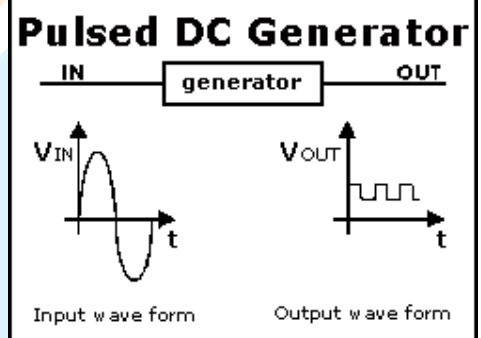 Pulsed DC Generator
IN
generator
OUT
VIN
VOUT
t
t
Input wave form
Output wave form